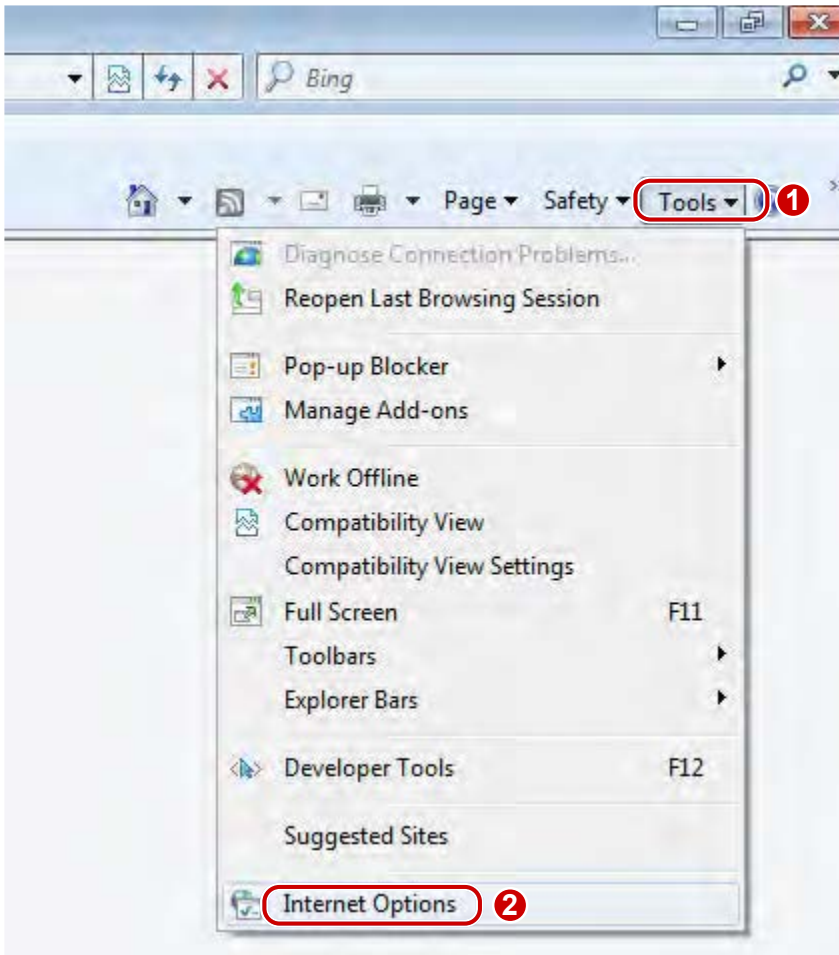 Bing
Page Safety Tools 1
Diagnose Connection Problems...
Reopen Last Browsing Session
Pop-up Blocker
Manage Add-ons
Work Offline
Compatibility View
Compatibility View Settings
Full Screen F11
Toolbars
Explorer Bars
Developer Tools F12
Suggested Sites
Internet Options 2